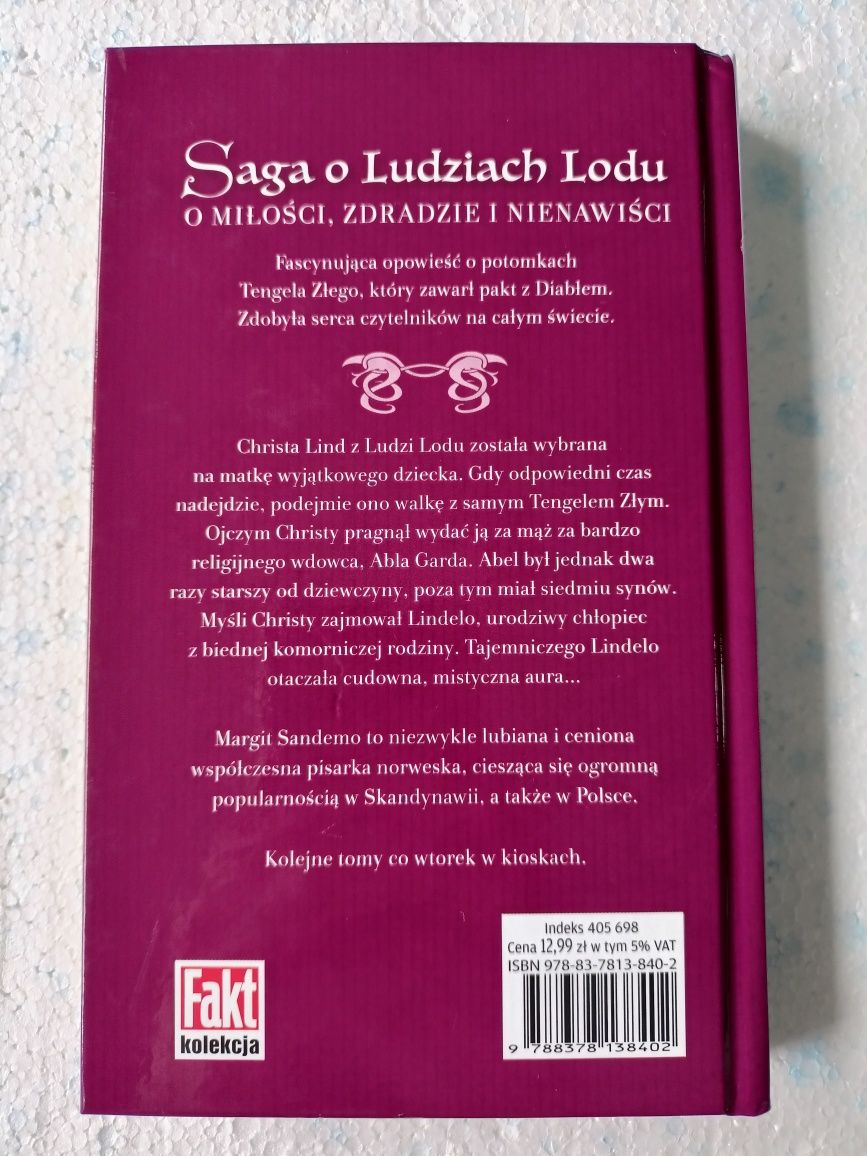 Saga o Ludziach Lodu
O MIŁOŚCI, ZDRADZIE I NIENAWIŚCI
Fascynująca opowieść o potomkach
Tengela Złego, który zawarł pakt z Diabłem.
Zdobyła serca czytelników na całym świecie.
Christa Lind z Ludzi Lodu została wybrana
na matkę wyjątkowego dziecka. Gdy odpowiedni czas
nadejdzie, podejmie ono walkę z samym Tengelem Złym.
Ojczym Christy pragnął wydać ją za mąż za bardzo
religijnego wdowca, Abla Garda. Abel był jednak dwa
razy starszy od dziewczyny, poza tym miał siedmiu synów.
Myśli Christy zajmował Lindelo, urodziwy chłopiec
z biednej komorniczej rodziny. Tajemniczego Lindelo
otaczała cudowna, mistyczna aura...
Margit Sandemo to niezwykle lubiana i ceniona
współczesna pisarka norweska, ciesząca się ogromną
popularnością w Skandynawii, a także w Polsce.
Kolejne tomy co wtorek w kioskach.
Indeks 405 698
Cena 12,99 zł w tym 5% VAT
ISBN 978-83-7813-840-2
9 788378 138402
Fakt
kolekcja